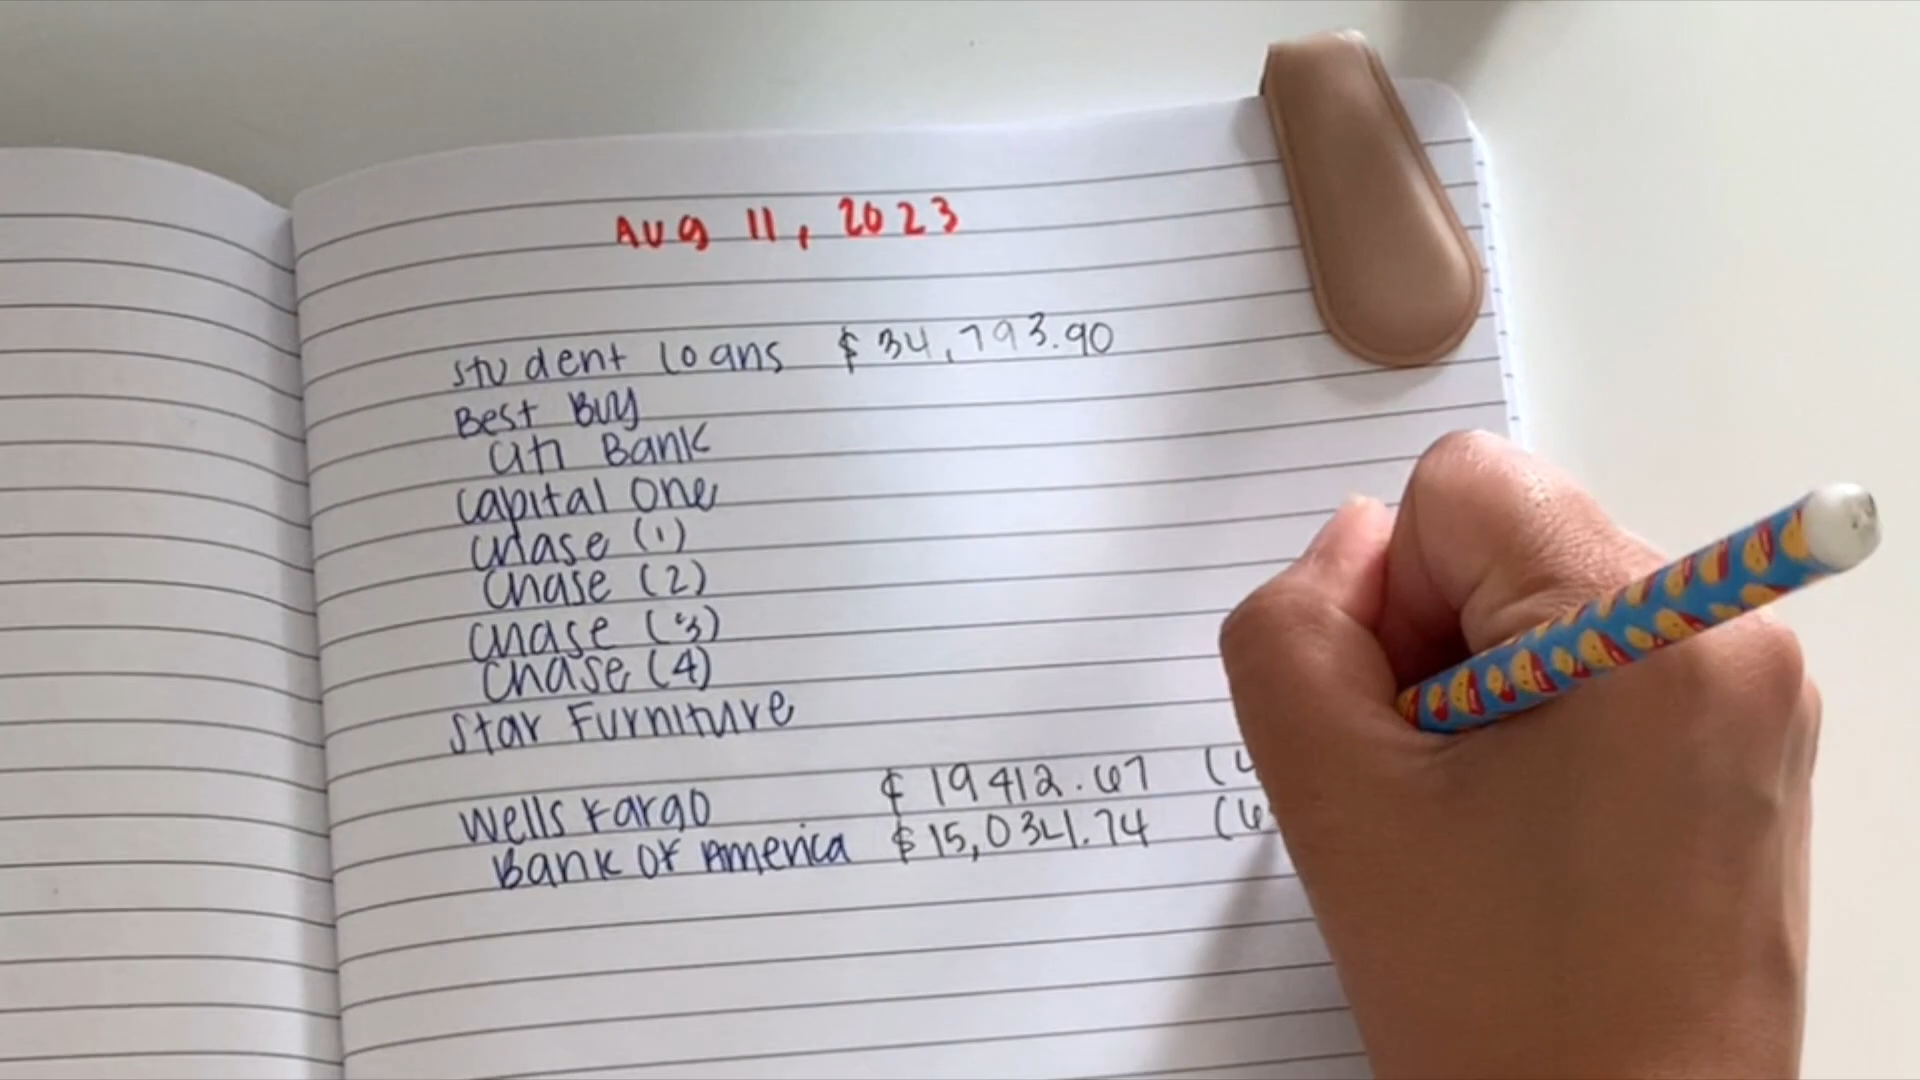 Aug 11, 2023
Student loans $34,793.90
Best Buy
Citi Bank
Capital One
Chase (1)
Chase (2)
Chase (3)
Chase (4)
Star Furniture
Wells Fargo $19412.67
Bank of America $15,034.74